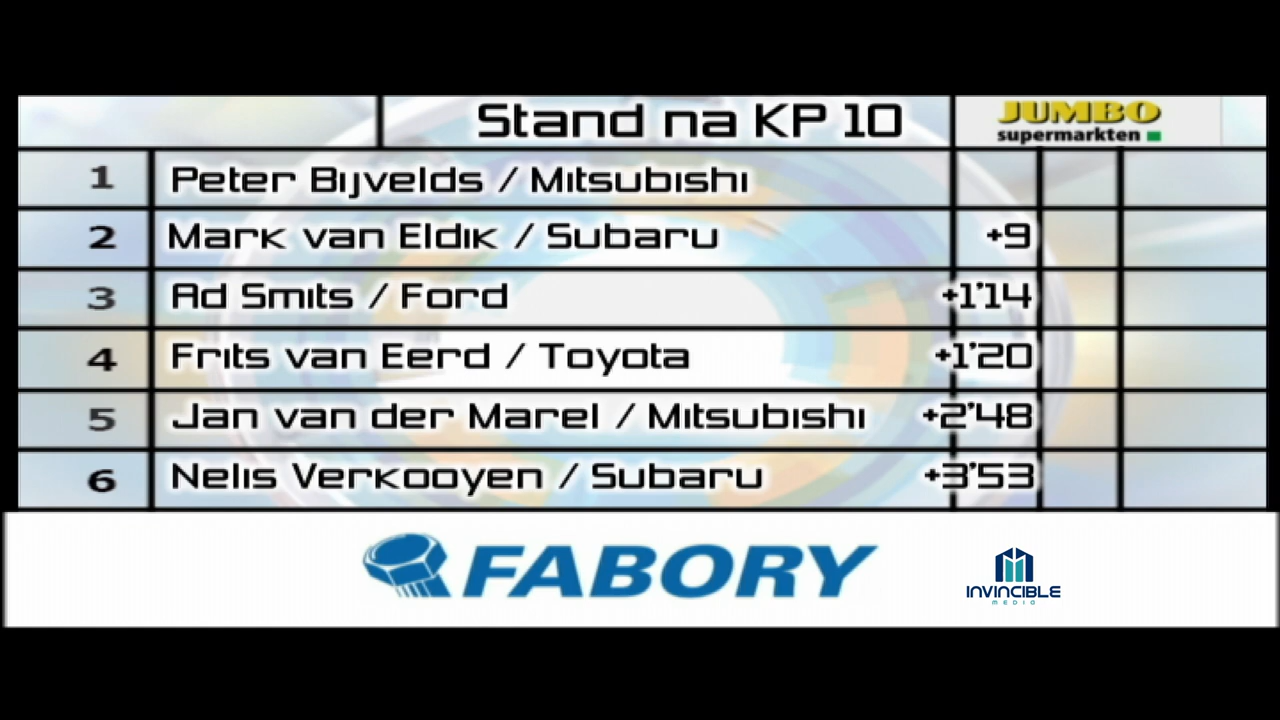 Stand na KP 10
JUMBO
supermarkten
1 Peter Bijvelds / Mitsubishi
2 Mark van Eldik / Subaru +9
3 Ad Smits / Ford +1'14
4 Frits van Eerd / Toyota +1'20
5 Jan van der Marel / Mitsubishi +2'48
6 Nelis Verkooyen / Subaru +3'53
FABORY
INVINCIBLE
MEDIA